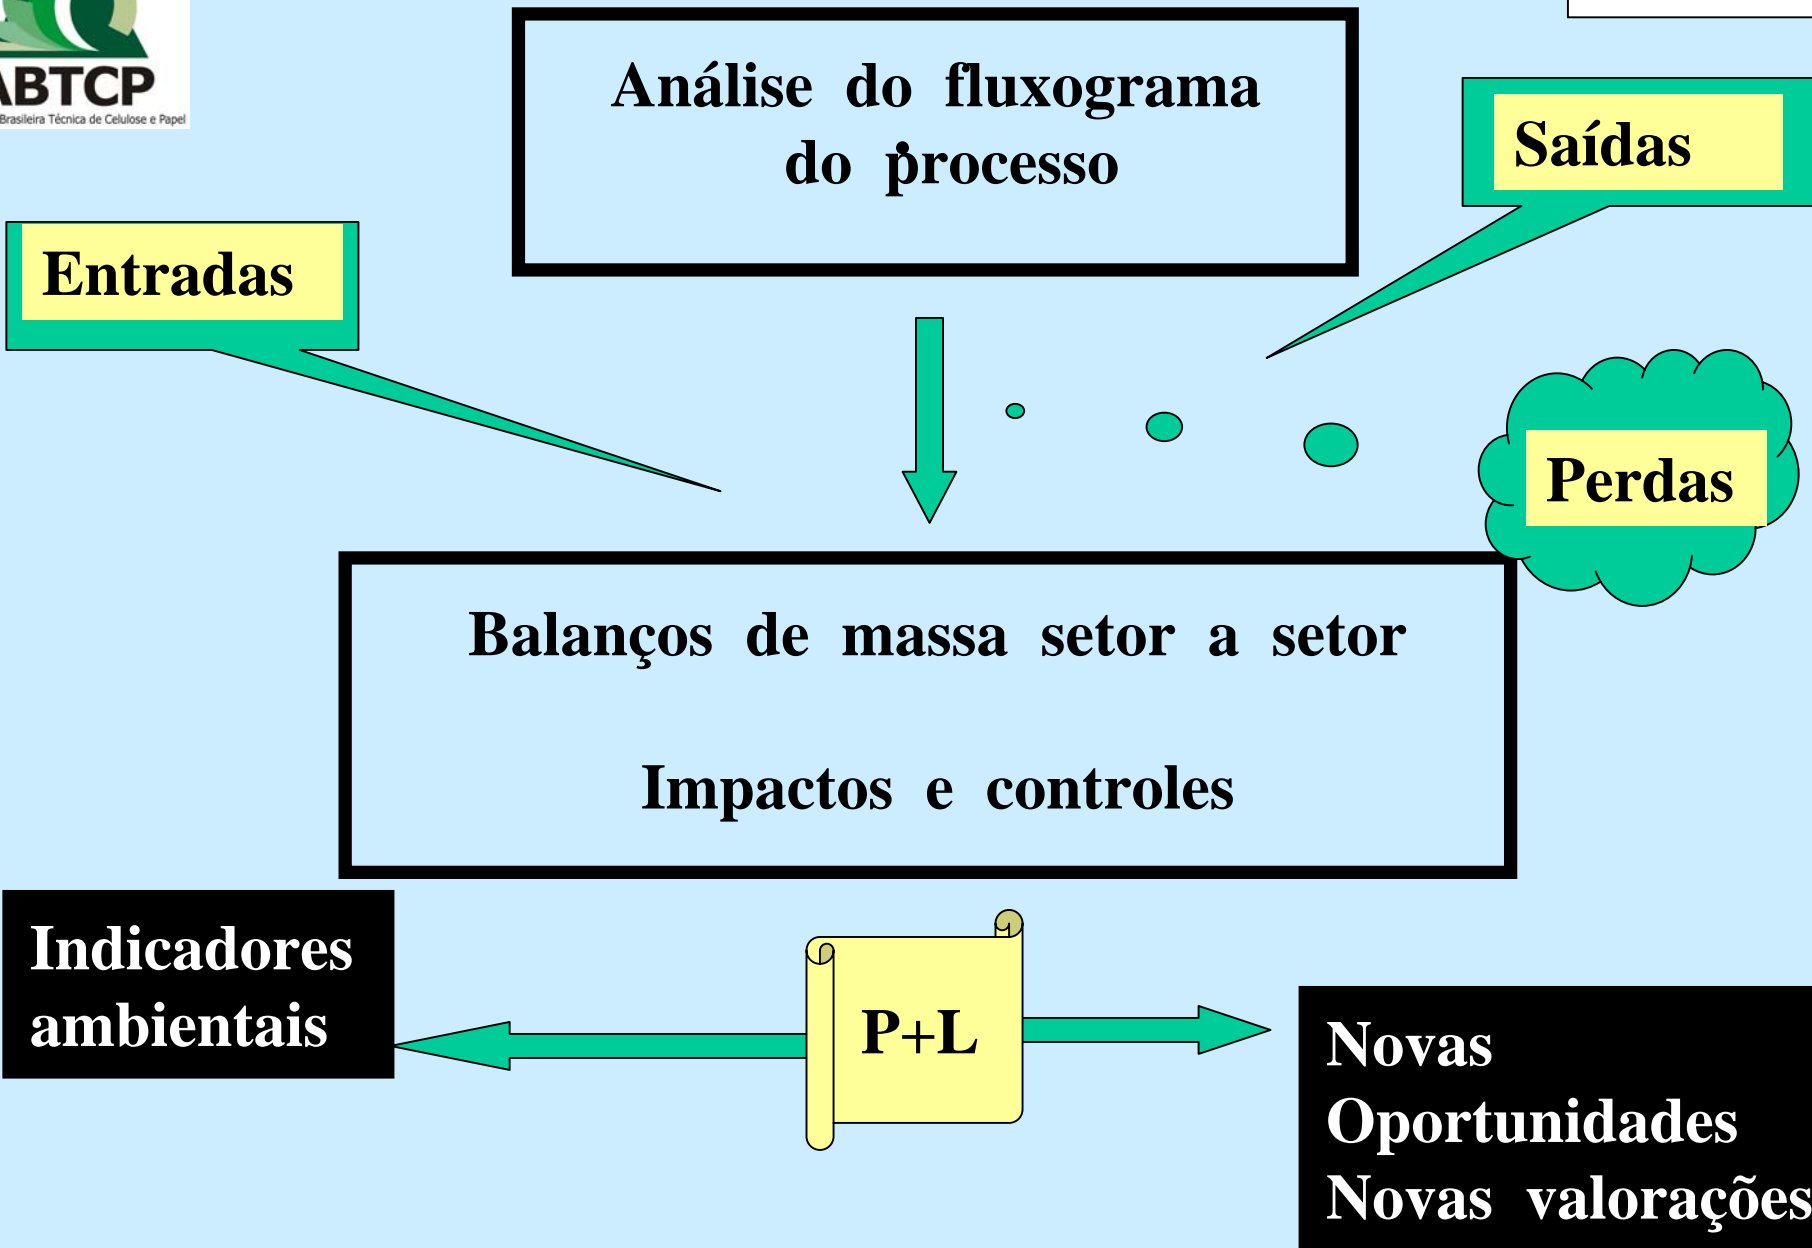 ABTCP
Brasileira Técnica de Celulose e Papel
Análise do fluxograma
do processo
Saídas
Entradas
Perdas
Balanços de massa setor a setor
Impactos e controles
Indicadores
ambientais
P+L
Novas
Oportunidades
Novas valorações